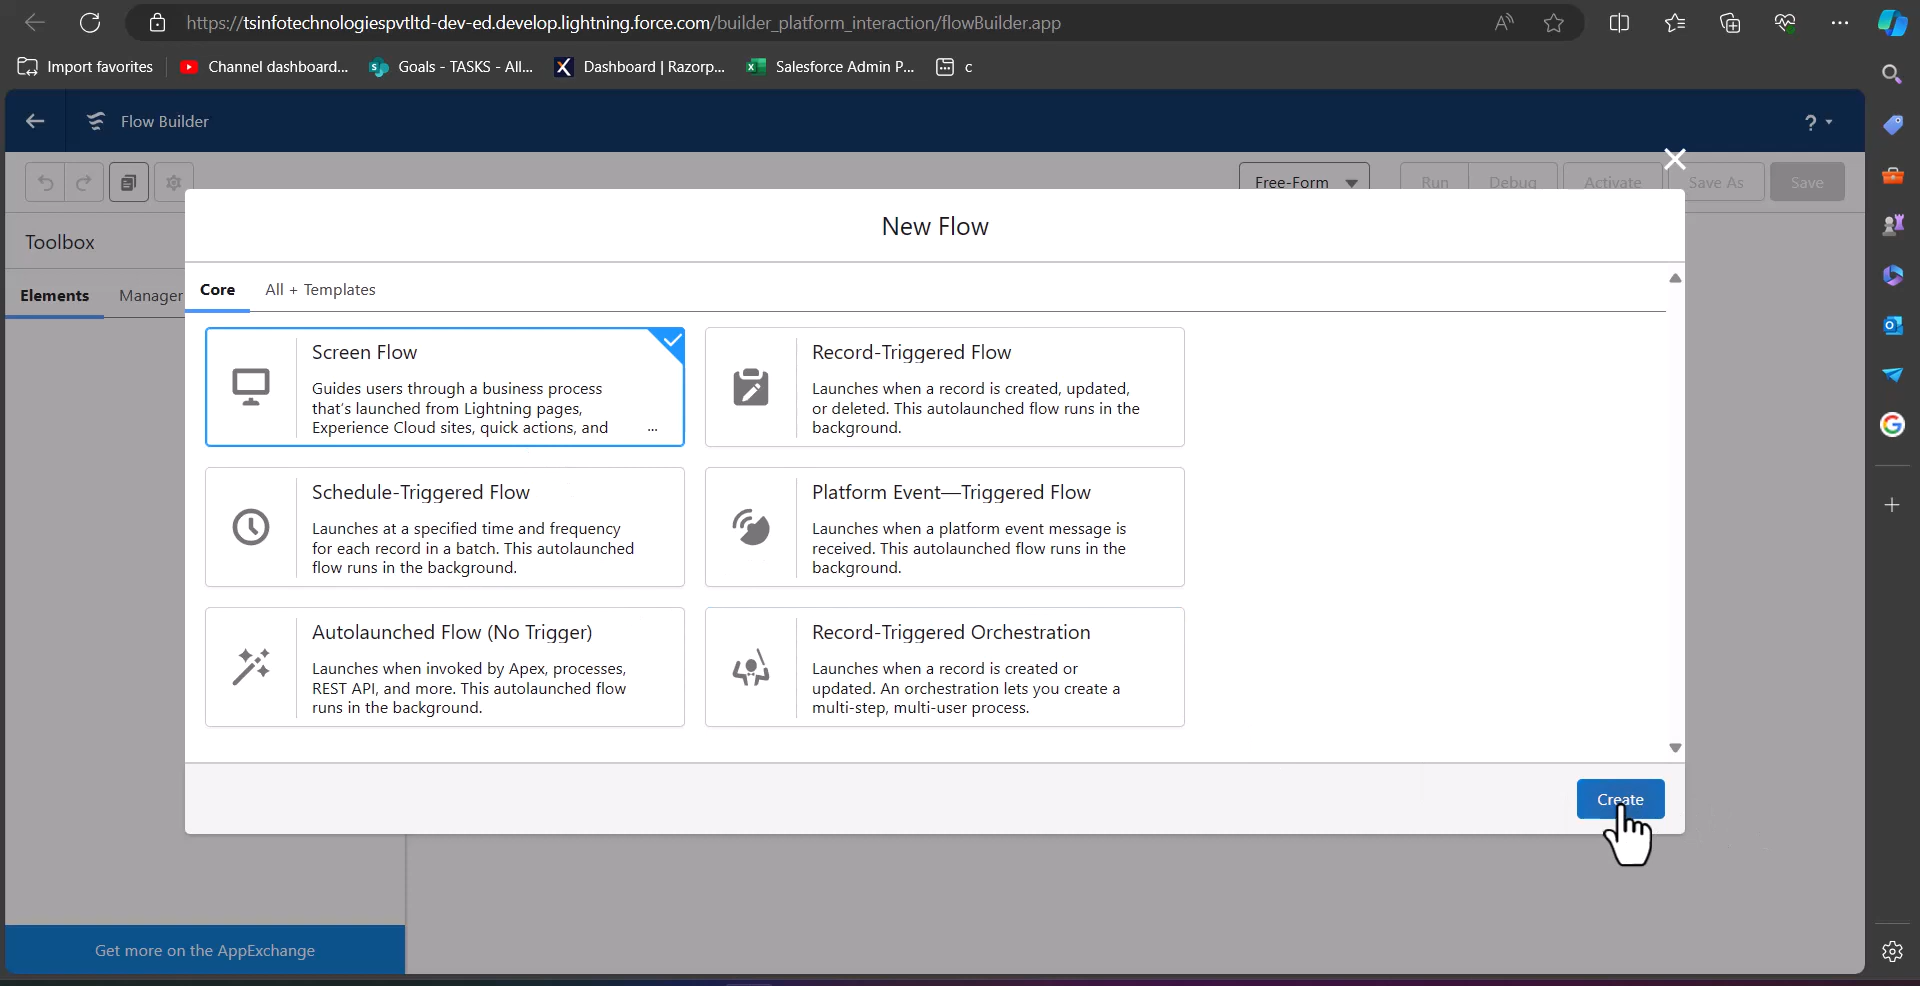 https://tsinfotechnologiespvtltd-dev-ed.develop.lightning.force.com/builder_platform_interaction/flowBuilder.app
Import favorites
Channel dashboard...
Goals - TASKS - All...
Dashboard | Razorp...
Salesforce Admin P...
c
Flow Builder
?
Free-Form
Run
Debug
Activate
Save As
Save
New Flow
Toolbox
Elements
Manager
Core
All + Templates
Screen Flow
Guides users through a business process
that's launched from Lightning pages,
Experience Cloud sites, quick actions, and ...
Record-Triggered Flow
Launches when a record is created, updated,
or deleted. This autolaunched flow runs in the
background.
Schedule-Triggered Flow
Launches at a specified time and frequency
for each record in a batch. This autolaunched
flow runs in the background.
Platform Event—Triggered Flow
Launches when a platform event message is
received. This autolaunched flow runs in the
background.
Autolaunched Flow (No Trigger)
Launches when invoked by Apex, processes,
REST API, and more. This autolaunched flow
runs in the background.
Record-Triggered Orchestration
Launches when a record is created or
updated. An orchestration lets you create a
multi-step, multi-user process.
Create
Get more on the AppExchange